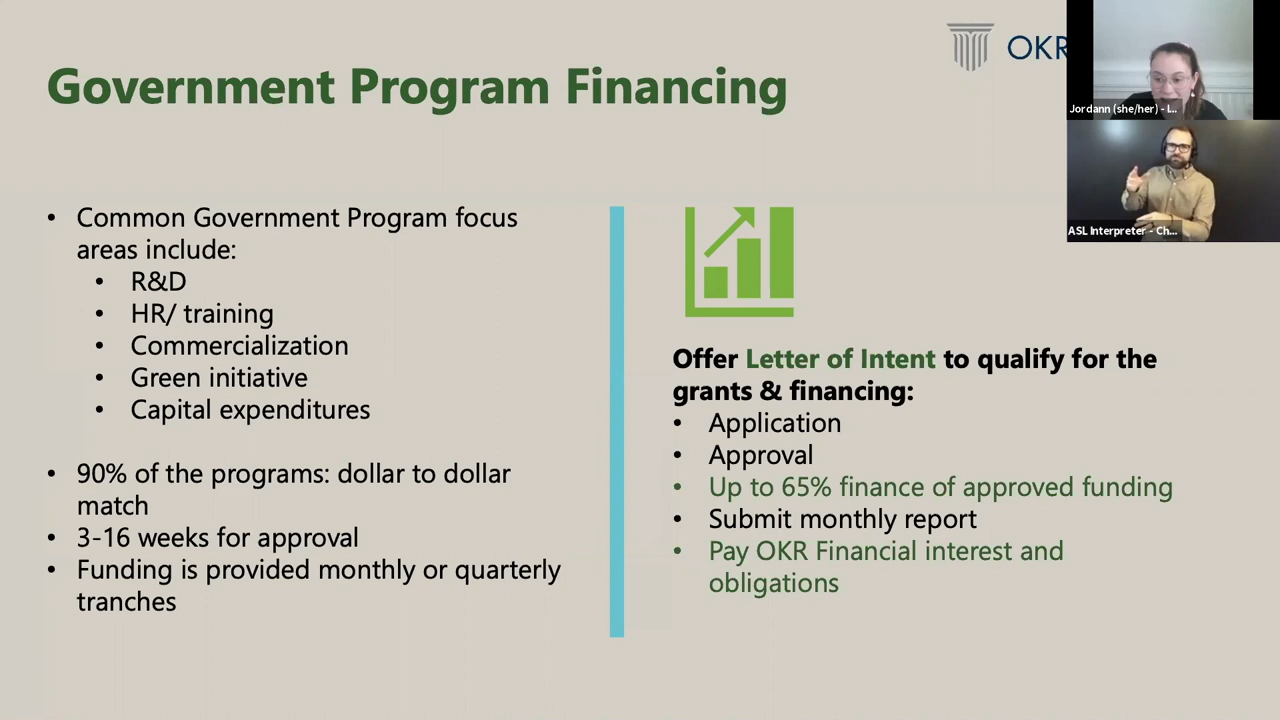 Government Program Financing
OKR
Jordann (she/her) - I...
ASL Interpreter - Ch...
• Common Government Program focus
areas include:
• R&D
• HR/ training
• Commercialization
• Green initiative
• Capital expenditures
• 90% of the programs: dollar to dollar
match
• 3-16 weeks for approval
• Funding is provided monthly or quarterly
tranches
Offer Letter of Intent to qualify for the
grants & financing:
• Application
• Approval
• Up to 65% finance of approved funding
• Submit monthly report
• Pay OKR Financial interest and
obligations